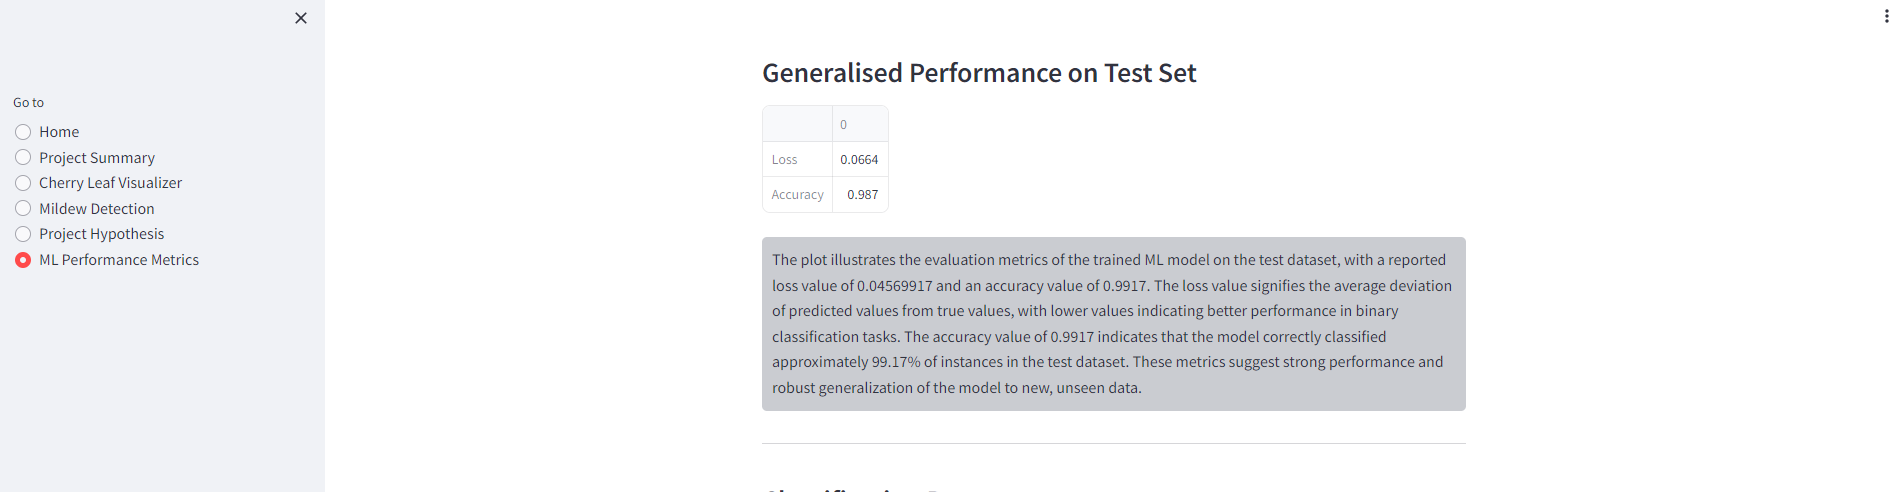 Go to
Home
Project Summary
Cherry Leaf Visualizer
Mildew Detection
Project Hypothesis
ML Performance Metrics
Generalised Performance on Test Set
0
Loss 0.0664
Accuracy 0.987
The plot illustrates the evaluation metrics of the trained ML model on the test dataset, with a reported
loss value of 0.04569917 and an accuracy value of 0.9917. The loss value signifies the average deviation
of predicted values from true values, with lower values indicating better performance in binary
classification tasks. The accuracy value of 0.9917 indicates that the model correctly classified
approximately 99.17% of instances in the test dataset. These metrics suggest strong performance and
robust generalization of the model to new, unseen data.